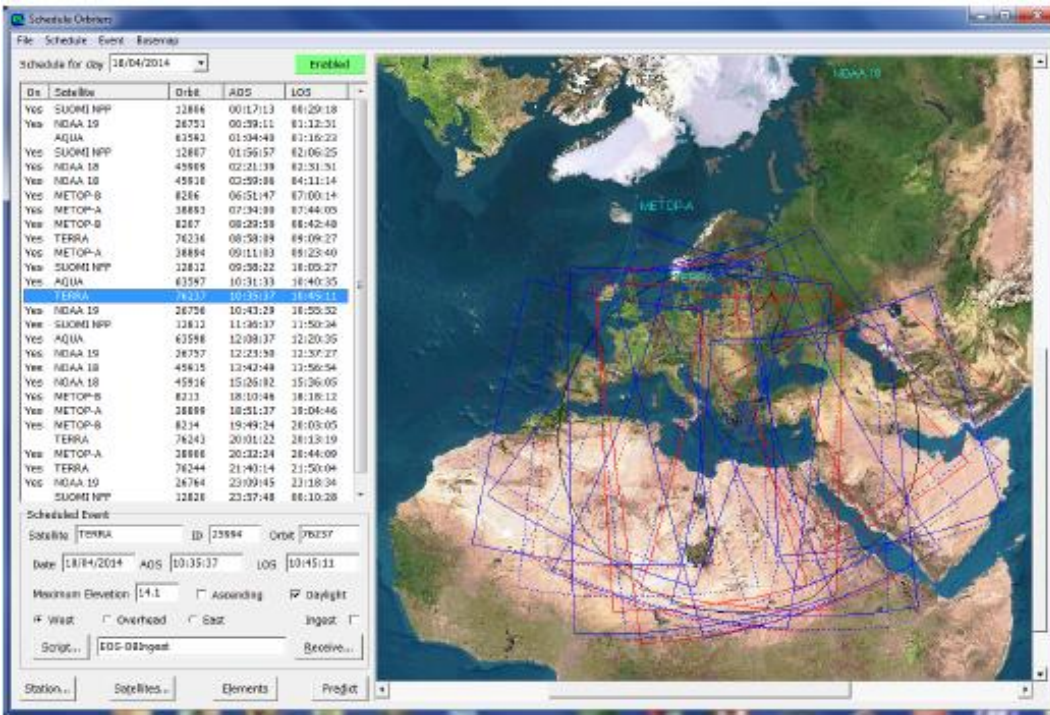 Schedule Orbiters
File Schedule Event Basemap
Schedule for day 18/04/2014 Enabled
On Satellite Orbit AOS LOS
Yes SUOMI NPP 12806 00:17:13 00:29:18
Yes NOAA 19 26751 00:59:11 01:12:31
AQUA 63592 01:04:40 01:16:23
Yes SUOMI NPP 12807 01:56:57 02:06:25
Yes NOAA 18 45909 02:21:39 02:31:51
Yes NOAA 18 45910 03:59:06 04:11:14
Yes METOP-B 8206 06:51:47 07:00:14
Yes METOP-A 38893 07:34:00 07:44:05
Yes METOP-B 8207 08:29:50 08:42:48
Yes TERRA 76236 08:58:09 09:09:27
Yes METOP-A 38894 09:11:03 09:23:40
Yes SUOMI NPP 12812 09:58:22 10:05:27
Yes AQUA 63597 10:31:33 10:40:35
TERRA 76237 10:35:37 10:45:11
Yes NOAA 19 26756 10:43:29 10:55:52
Yes SUOMI NPP 12812 11:36:37 11:50:34
Yes AQUA 63598 12:08:37 12:20:35
Yes NOAA 19 26757 12:23:50 12:37:27
Yes NOAA 18 45915 13:42:40 13:56:54
Yes NOAA 18 45916 15:26:02 15:36:05
Yes METOP-B 8213 18:10:46 18:18:12
Yes METOP-A 38899 18:51:37 19:04:46
Yes METOP-B 8214 19:49:24 20:03:05
TERRA 76243 20:01:22 20:13:19
Yes METOP-A 38900 20:32:24 20:44:09
Yes TERRA 76244 21:40:14 21:50:04
Yes NOAA 19 26764 23:09:45 23:18:34
SUOMI NPP 12820 23:57:48 00:10:28
Scheduled Event
Satellite TERRA ID 25994 Orbit 76237
Date 18/04/2014 AOS 10:35:37 LOS 10:45:11
Maximum Elevation 14.1 Ascending Daylight
West Overhead East Ingest
Script... EOS-DBIngest Receive...
Station... Satellites... Elements Predict
NOAA 18
METOP-A
TERRA